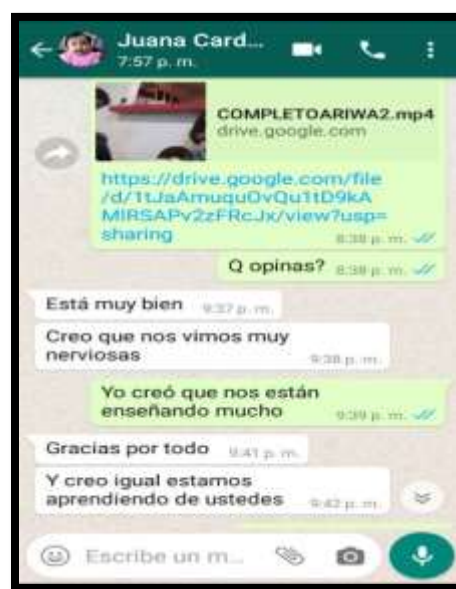 Juana Card...
7:57 p. m.
COMPLETOARIWA2.mp4
drive.google.com
https://drive.google.com/file
/d/1tJaAmuquOvQu1tD9kA
MIRSAPv2zFRcJx/view?usp=
sharing
8:38 p. m.
Q opinas? 8:38 p. m.
Está muy bien 9:37 p. m.
Creo que nos vimos muy
nerviosas 9:38 p. m.
Yo creó que nos están
enseñando mucho 9:39 p. m.
Gracias por todo 9:41 p. m.
Y creo igual estamos
aprendiendo de ustedes 9:42 p. m.
Escribe un m...